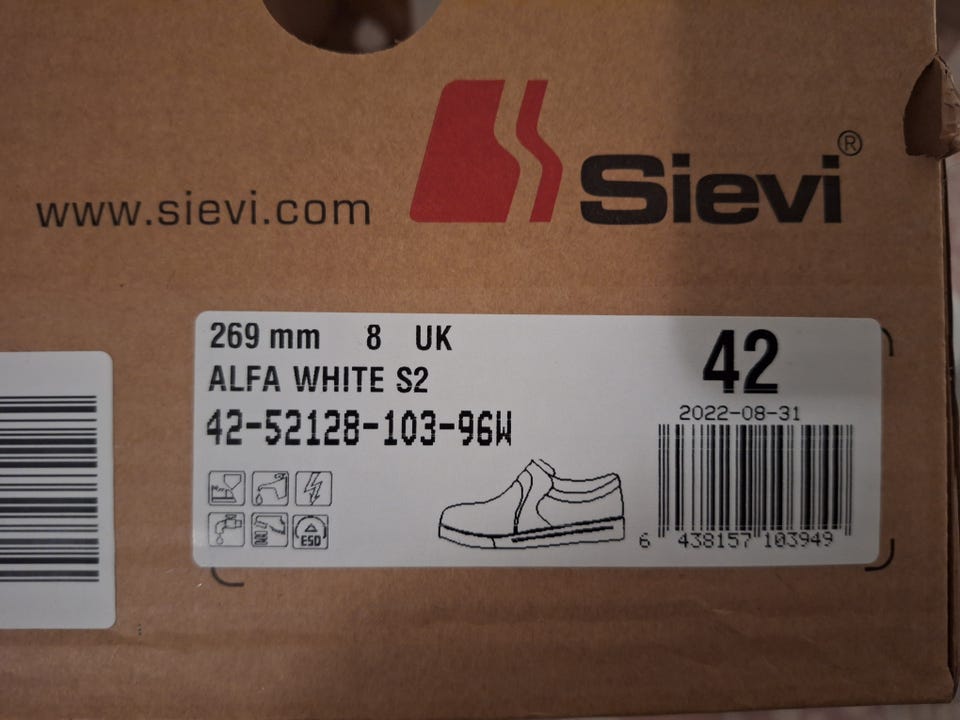 Sievi®
www.sievi.com
269 mm 8 UK
42
ALFA WHITE S2
2022-08-31
42-52128-103-96W
ESD
6 438157 103949